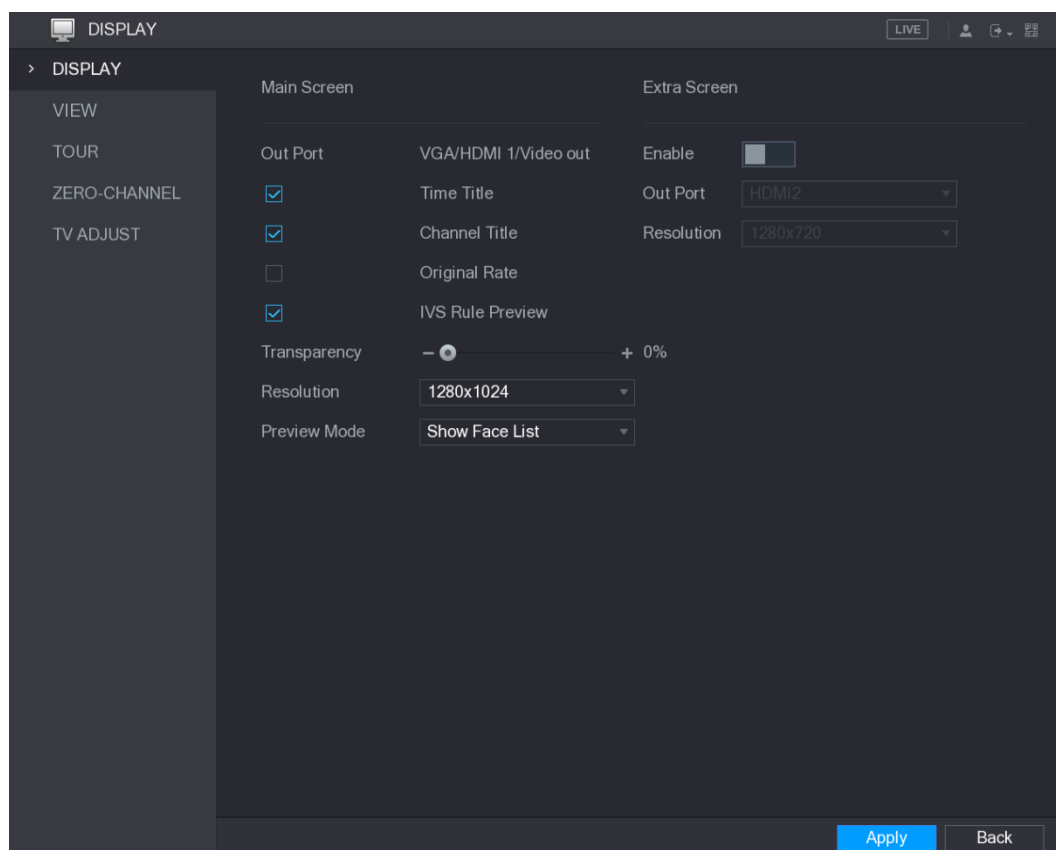 DISPLAY
LIVE
DISPLAY
VIEW
TOUR
ZERO-CHANNEL
TV ADJUST
Main Screen
Out Port VGA/HDMI 1/Video out
Time Title
Channel Title
Original Rate
IVS Rule Preview
Transparency 0%
Resolution 1280x1024
Preview Mode Show Face List
Extra Screen
Enable
Out Port HDMI2
Resolution 1280x720
Apply Back